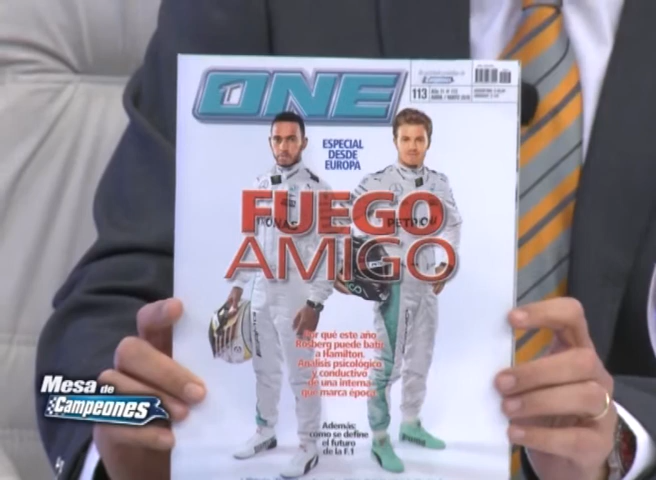 ONE
113
ESPECIAL
DESDE
EUROPA
FUEGO
PETRON
AMIGO
Por qué este año
Rosberg puede batir
a Hamilton.
Análisis psicológico
y conductivo
de una interna
que marca época
Además:
cómo se define
el futuro
de la F.1
Mesa de
Campeones